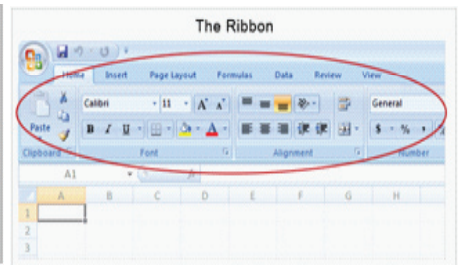 The Ribbon
Home Insert Page Layout Formulas Data Review View
Calibri 11 A A General
Paste B I U A $ % ,
Clipboard Font Alignment Number
A1 fx
A B C D E F G H
1
2
3